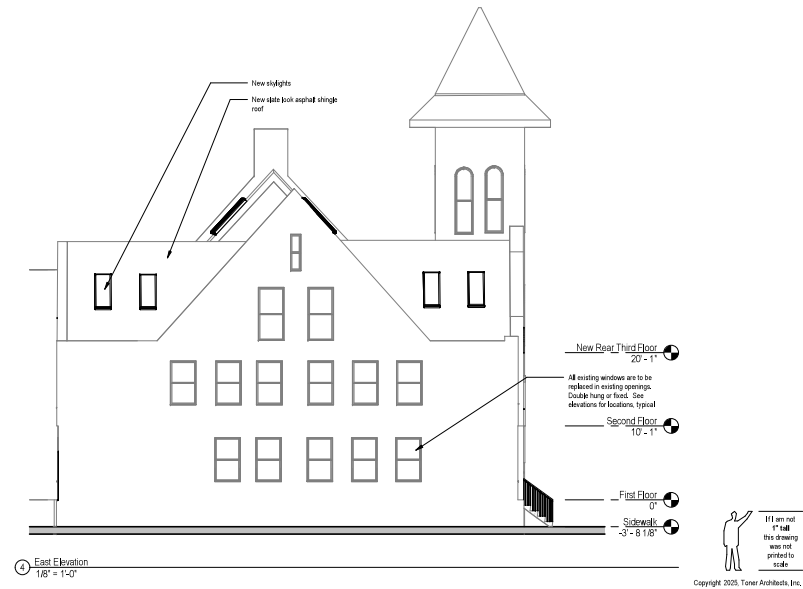 New skylights
New slate look asphalt shingle
roof
New Rear Third Floor
20' - 1"
All existing windows are to be
replaced in existing openings.
Double hung or fixed. See
elevations for locations, typical
Second Floor
10' - 1"
First Floor
0"
Sidewalk
-3' - 8 1/8"
If I am not
1" tall
this drawing
was not
printed to
scale
4 East Elevation
1/8" = 1'-0"
Copyright 2025, Toner Architects, Inc.